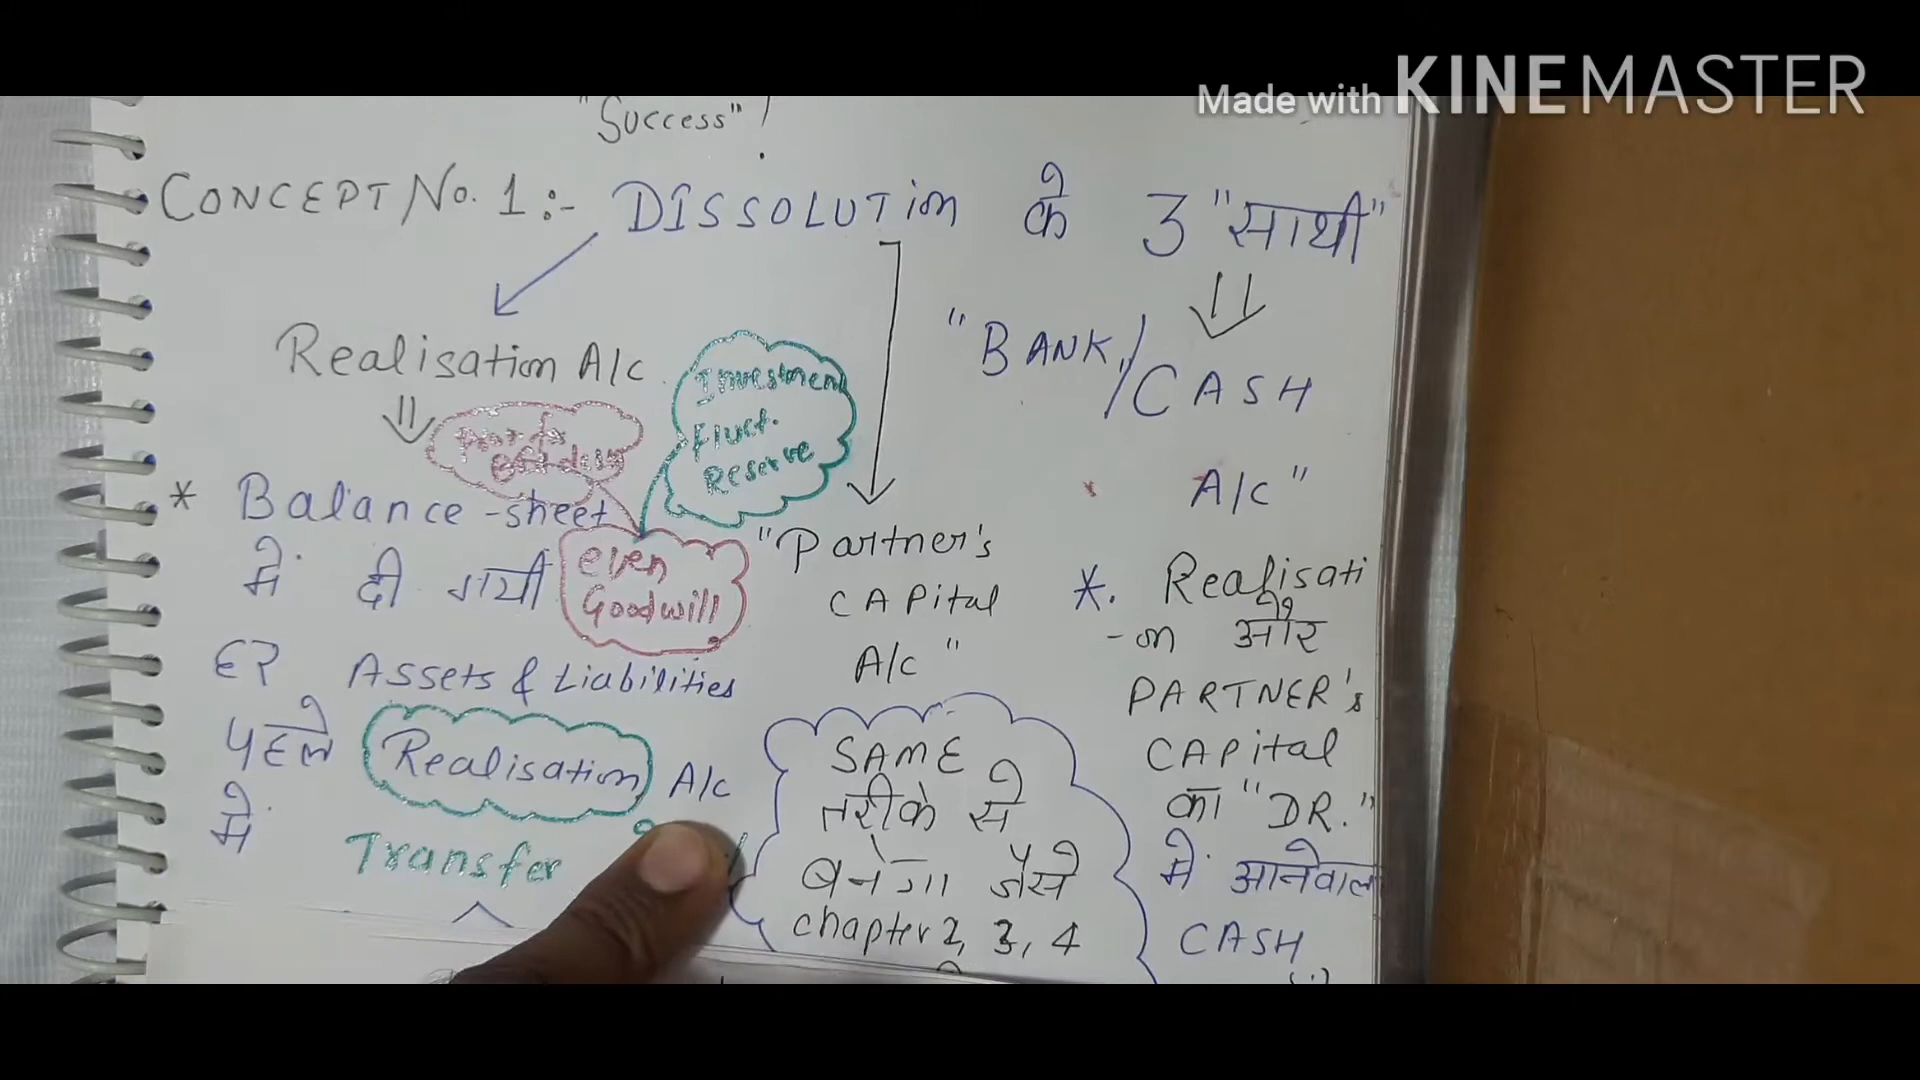 Made with KINEMASTER
"Success"!
CONCEPT No. 1 :- DISSOLUTION के 3 "साथी"
Realisation A/c
Investment
Fluct.
Reserve
* Balance-sheet
में दी गयी
even
Goodwill
हर Assets & Liabilities
पहले Realisation A/c
में
Transfer
"Partner's
CAPital
A/c"
SAME
तरीके से
बनेगा जैसे
chapter 2, 3, 4
"BANK/CASH
A/c"
*. Realisati
-on और
PARTNER's
CAPital
का "DR."
में आनेवाल
CASH